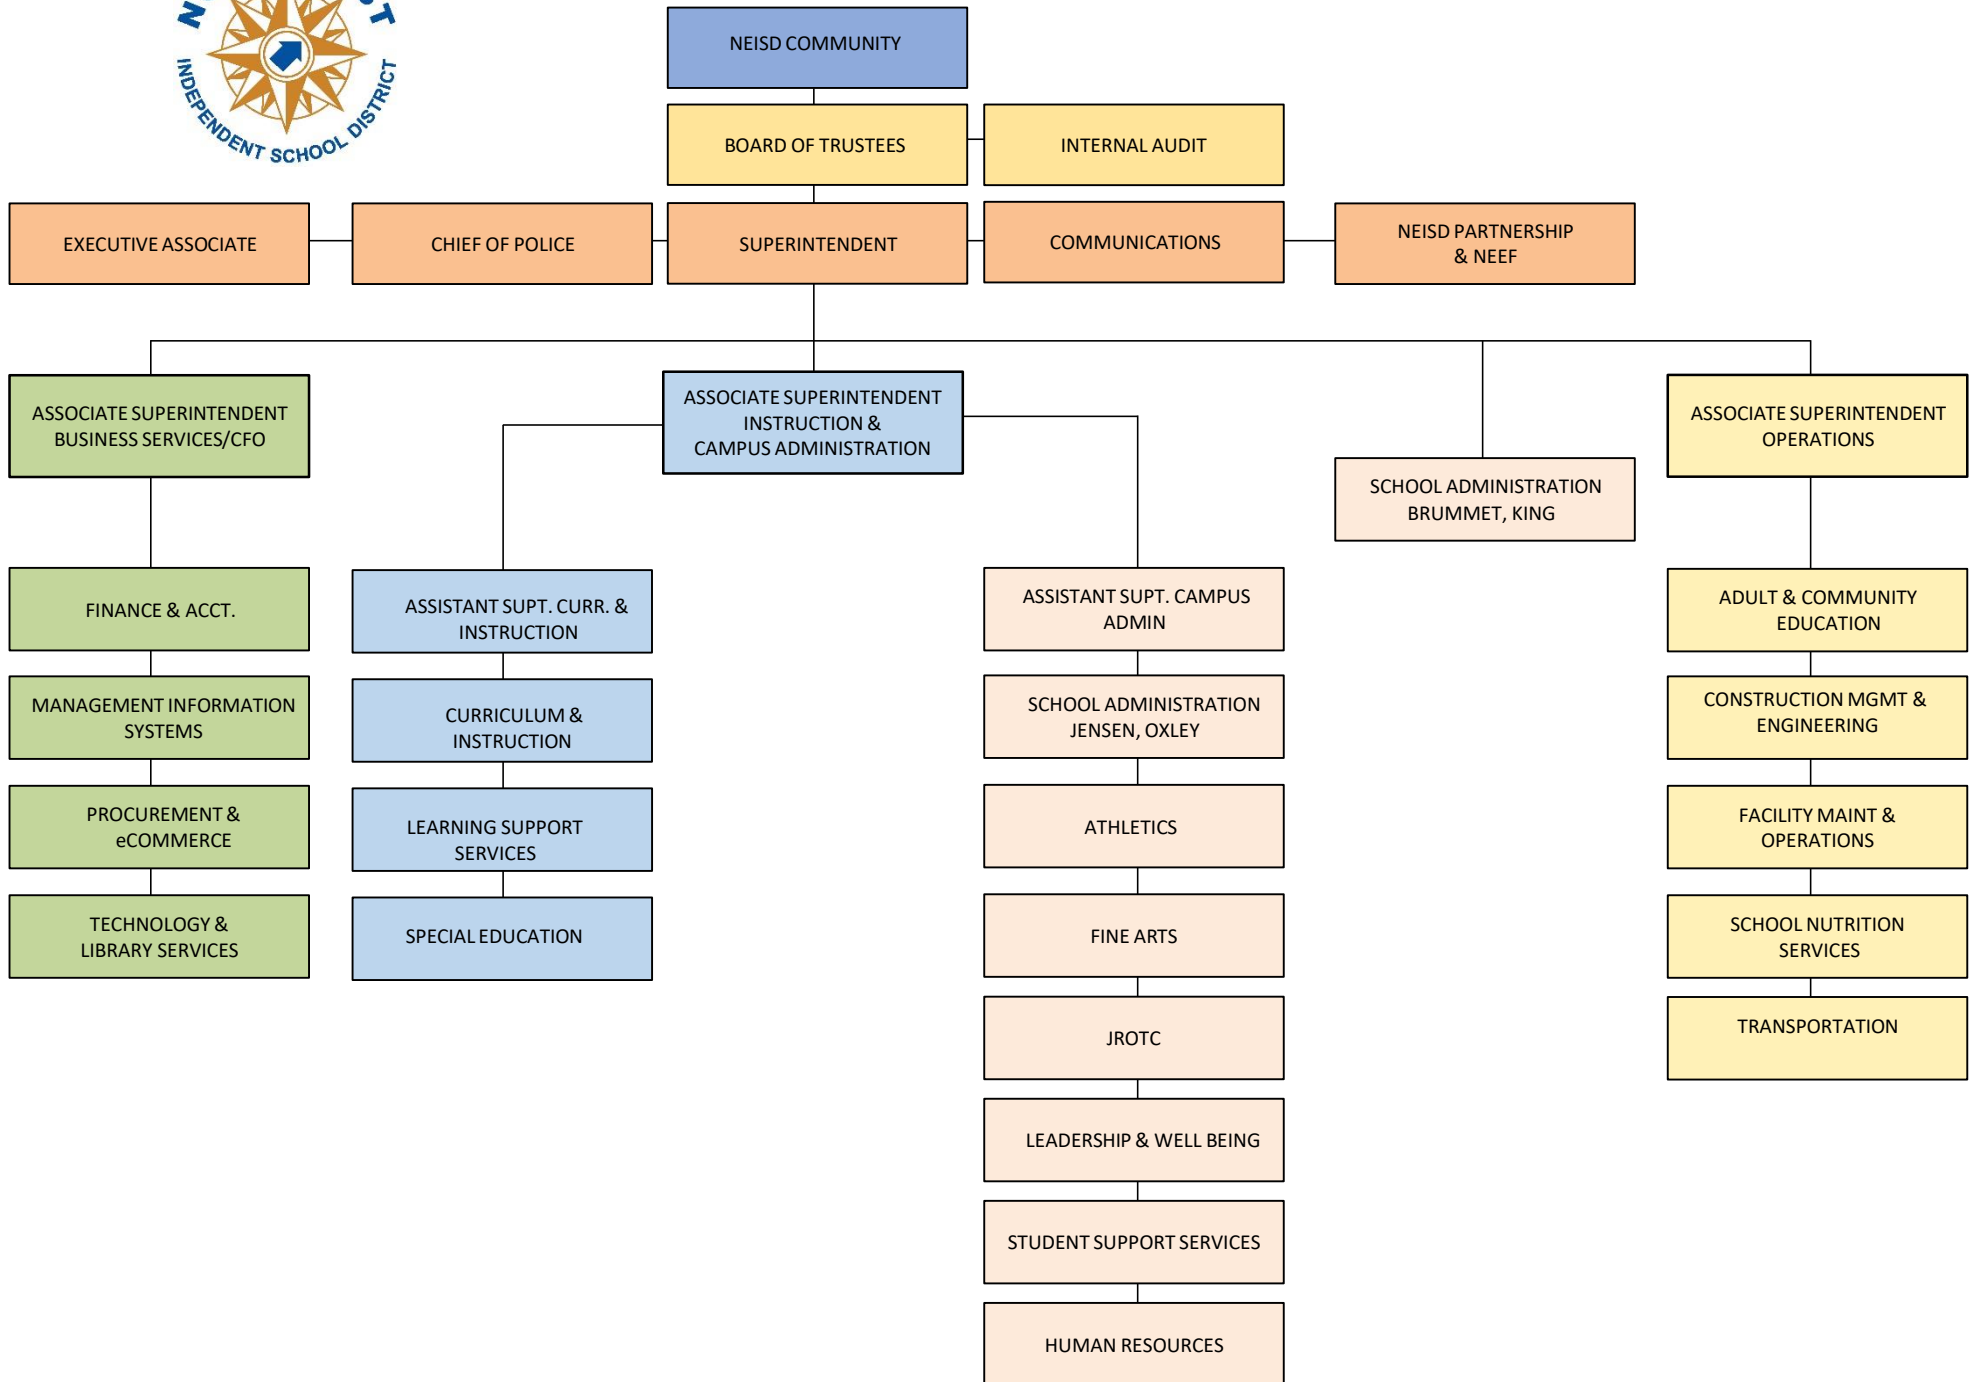 INDEPENDENT SCHOOL DISTRICT
NEISD COMMUNITY
BOARD OF TRUSTEES
INTERNAL AUDIT
EXECUTIVE ASSOCIATE
CHIEF OF POLICE
SUPERINTENDENT
COMMUNICATIONS
NEISD PARTNERSHIP
& NEEF
ASSOCIATE SUPERINTENDENT
BUSINESS SERVICES/CFO
ASSOCIATE SUPERINTENDENT
INSTRUCTION &
CAMPUS ADMINISTRATION
SCHOOL ADMINISTRATION
BRUMMET, KING
ASSOCIATE SUPERINTENDENT
OPERATIONS
FINANCE & ACCT.
MANAGEMENT INFORMATION
SYSTEMS
PROCUREMENT &
eCOMMERCE
TECHNOLOGY &
LIBRARY SERVICES
ASSISTANT SUPT. CURR. &
INSTRUCTION
CURRICULUM &
INSTRUCTION
LEARNING SUPPORT
SERVICES
SPECIAL EDUCATION
ASSISTANT SUPT. CAMPUS
ADMIN
SCHOOL ADMINISTRATION
JENSEN, OXLEY
ATHLETICS
FINE ARTS
JROTC
LEADERSHIP & WELL BEING
STUDENT SUPPORT SERVICES
HUMAN RESOURCES
ADULT & COMMUNITY
EDUCATION
CONSTRUCTION MGMT &
ENGINEERING
FACILITY MAINT &
OPERATIONS
SCHOOL NUTRITION
SERVICES
TRANSPORTATION